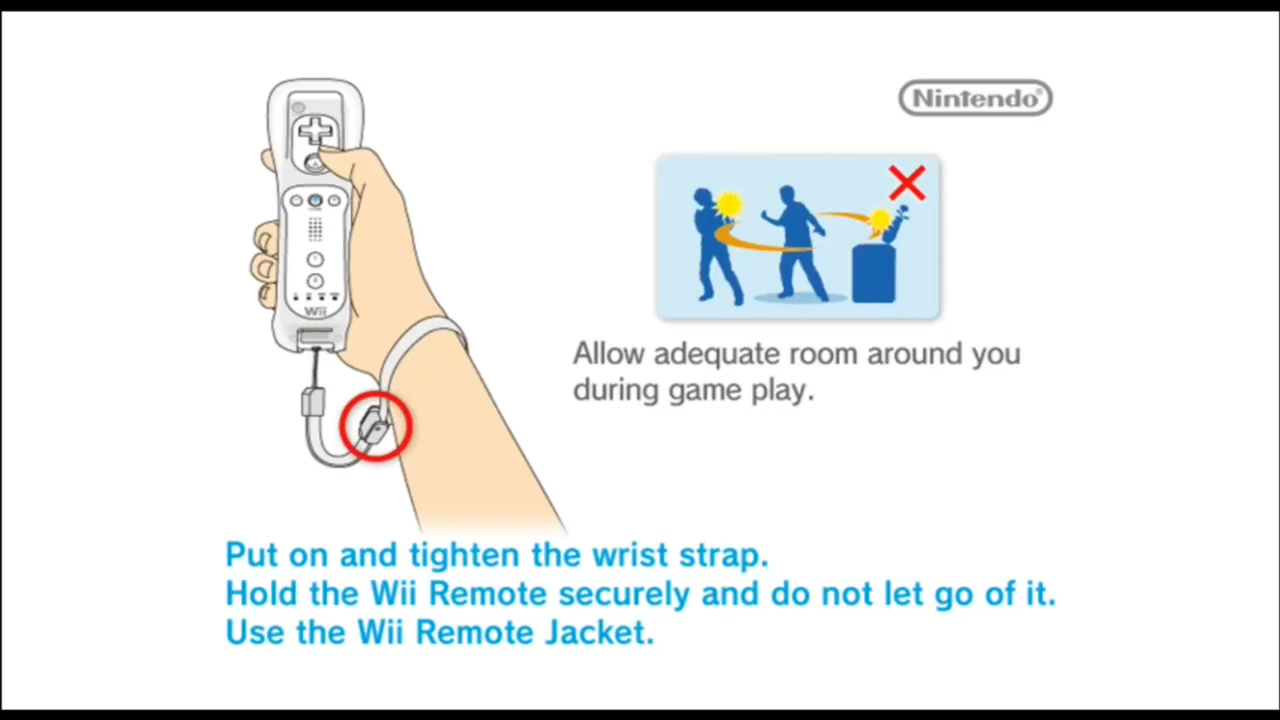 Nintendo®
Wii
Allow adequate room around you
during game play.
Put on and tighten the wrist strap.
Hold the Wii Remote securely and do not let go of it.
Use the Wii Remote Jacket.